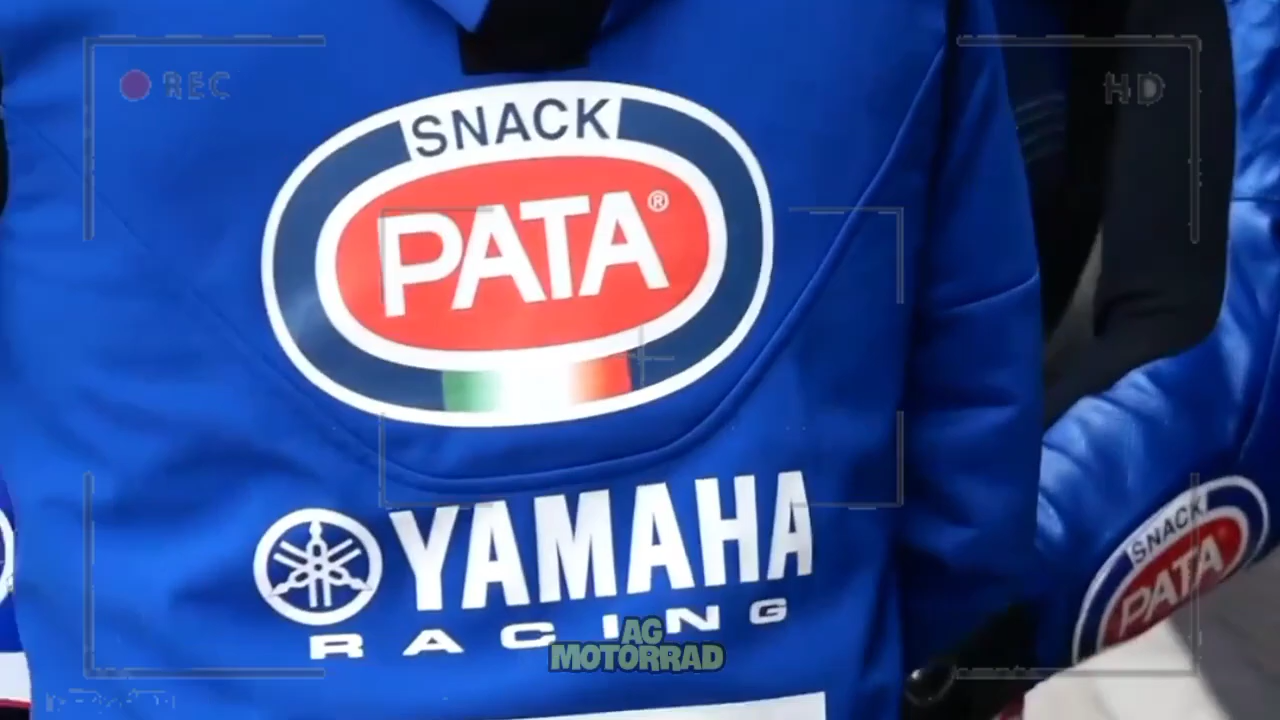 REC
HD
SNACK
PATA®
YAMAHA
RACING
AG
MOTORRAD
SNACK
PATA